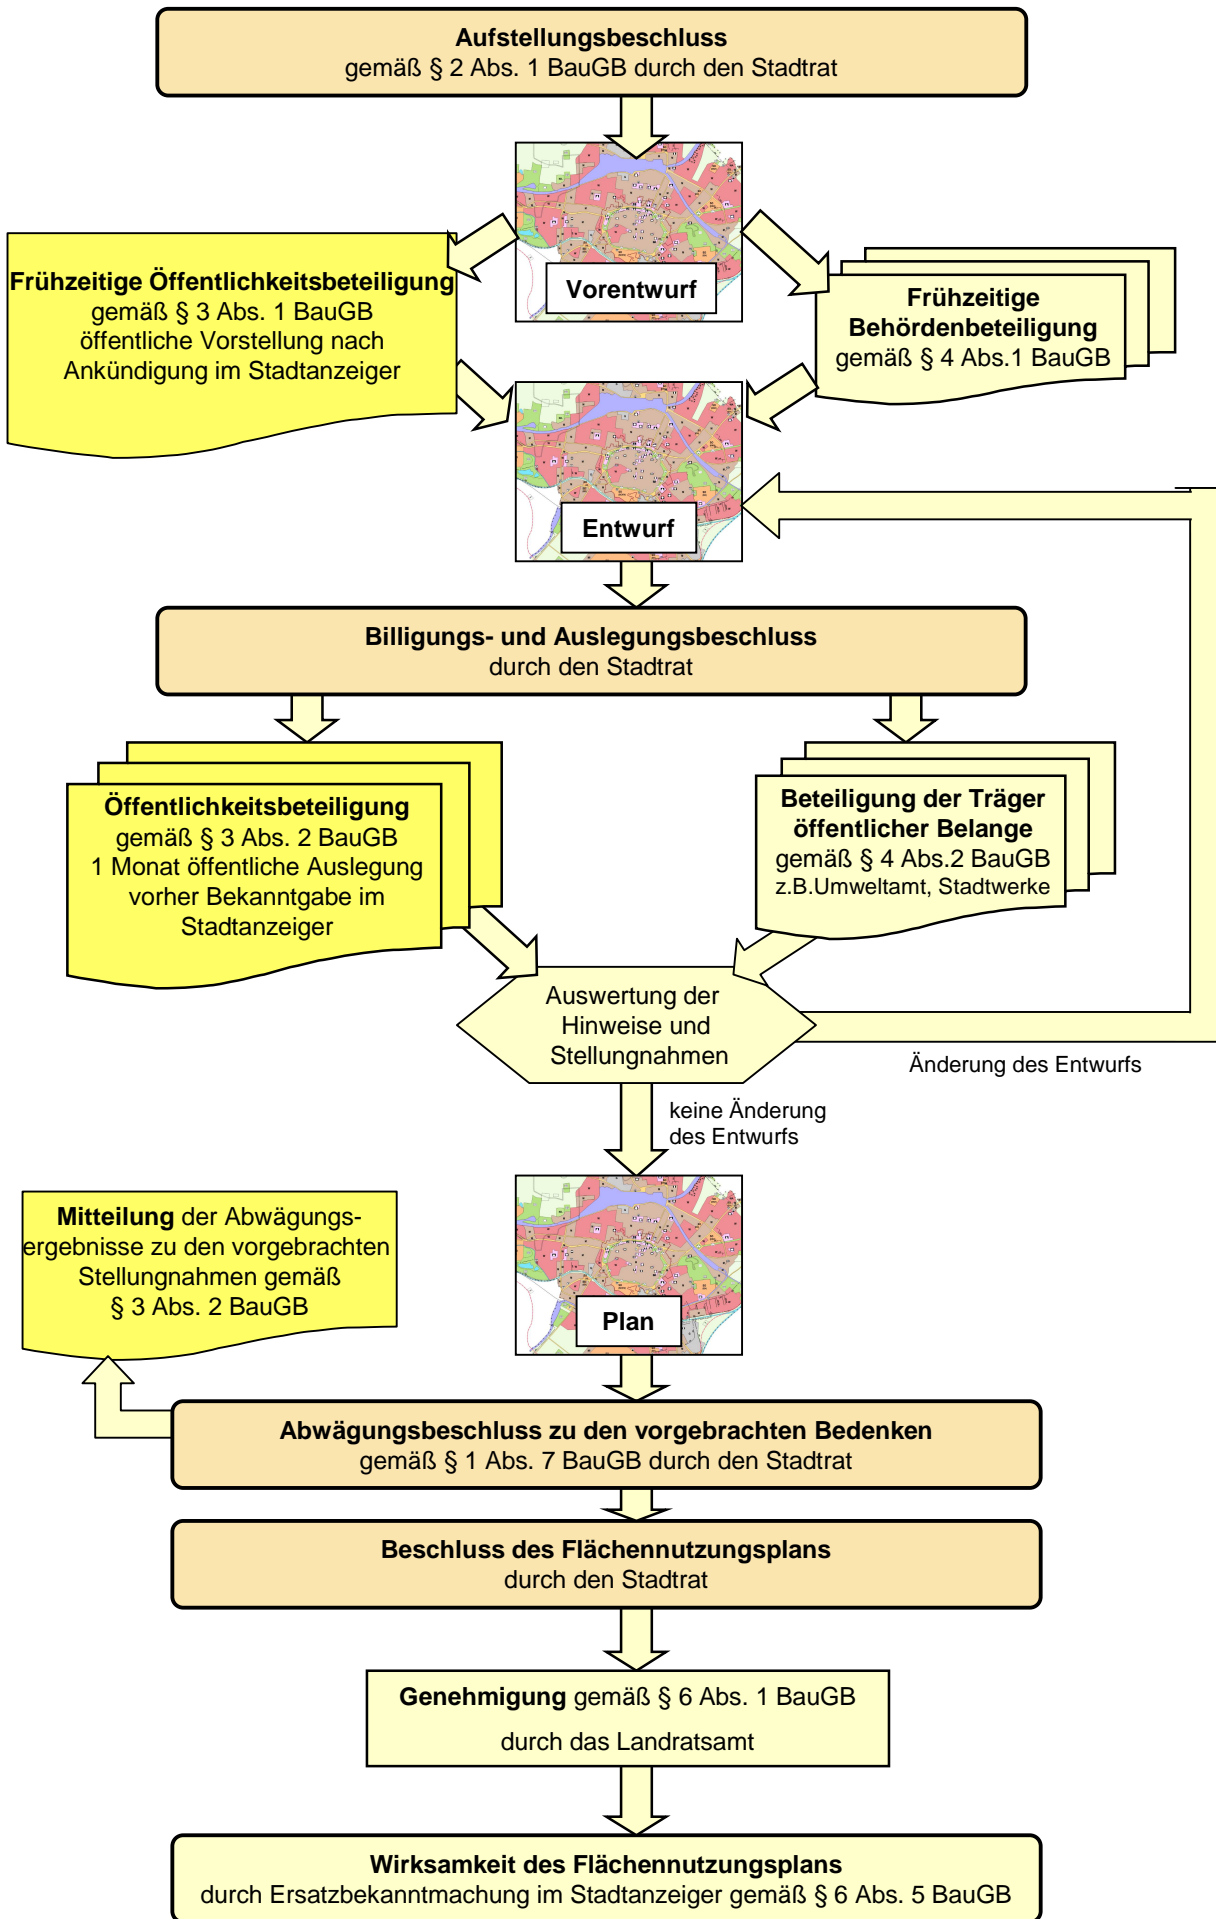 Aufstellungsbeschluss
gemäß § 2 Abs. 1 BauGB durch den Stadtrat
Vorentwurf
Frühzeitige Öffentlichkeitsbeteiligung
gemäß § 3 Abs. 1 BauGB
öffentliche Vorstellung nach
Ankündigung im Stadtanzeiger
Frühzeitige
Behördenbeteiligung
gemäß § 4 Abs.1 BauGB
Entwurf
Billigungs- und Auslegungsbeschluss
durch den Stadtrat
Öffentlichkeitsbeteiligung
gemäß § 3 Abs. 2 BauGB
1 Monat öffentliche Auslegung
vorher Bekanntgabe im
Stadtanzeiger
Beteiligung der Träger
öffentlicher Belange
gemäß § 4 Abs.2 BauGB
z.B.Umweltamt, Stadtwerke
Auswertung der
Hinweise und
Stellungnahmen
Änderung des Entwurfs
keine Änderung
des Entwurfs
Mitteilung der Abwägungs-
ergebnisse zu den vorgebrachten
Stellungnahmen gemäß
§ 3 Abs. 2 BauGB
Plan
Abwägungsbeschluss zu den vorgebrachten Bedenken
gemäß § 1 Abs. 7 BauGB durch den Stadtrat
Beschluss des Flächennutzungsplans
durch den Stadtrat
Genehmigung gemäß § 6 Abs. 1 BauGB
durch das Landratsamt
Wirksamkeit des Flächennutzungsplans
durch Ersatzbekanntmachung im Stadtanzeiger gemäß § 6 Abs. 5 BauGB